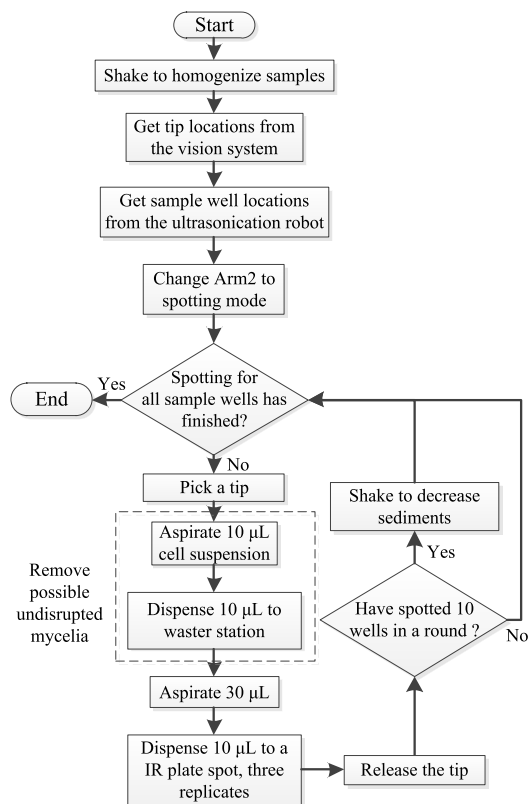 Start
Shake to homogenize samples
Get tip locations from
the vision system
Get sample well locations
from the ultrasonication robot
Change Arm2 to
spotting mode
Spotting for
all sample wells has
finished?
Yes
End
No
Pick a tip
Remove
possible
undisrupted
mycelia
Aspirate 10 μL
cell suspension
Dispense 10 μL to
waster station
Aspirate 30 μL
Dispense 10 μL to a
IR plate spot, three
replicates
Release the tip
Have spotted 10
wells in a round ?
Yes
No
Shake to decrease
sediments